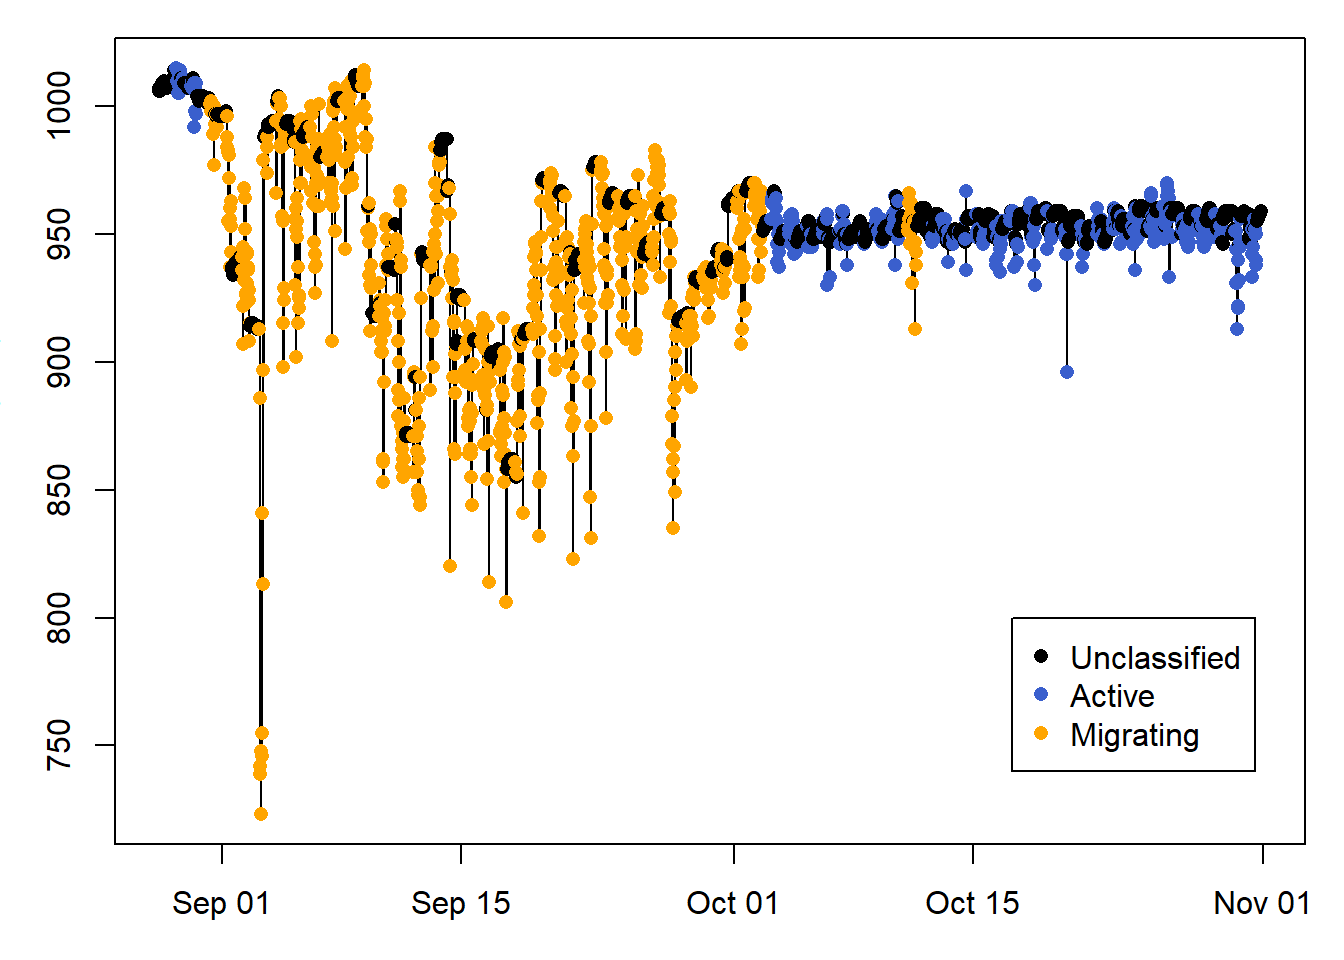 1000
950
900
850
800
750
Unclassified
Active
Migrating
Sep 01
Sep 15
Oct 01
Oct 15
Nov 01